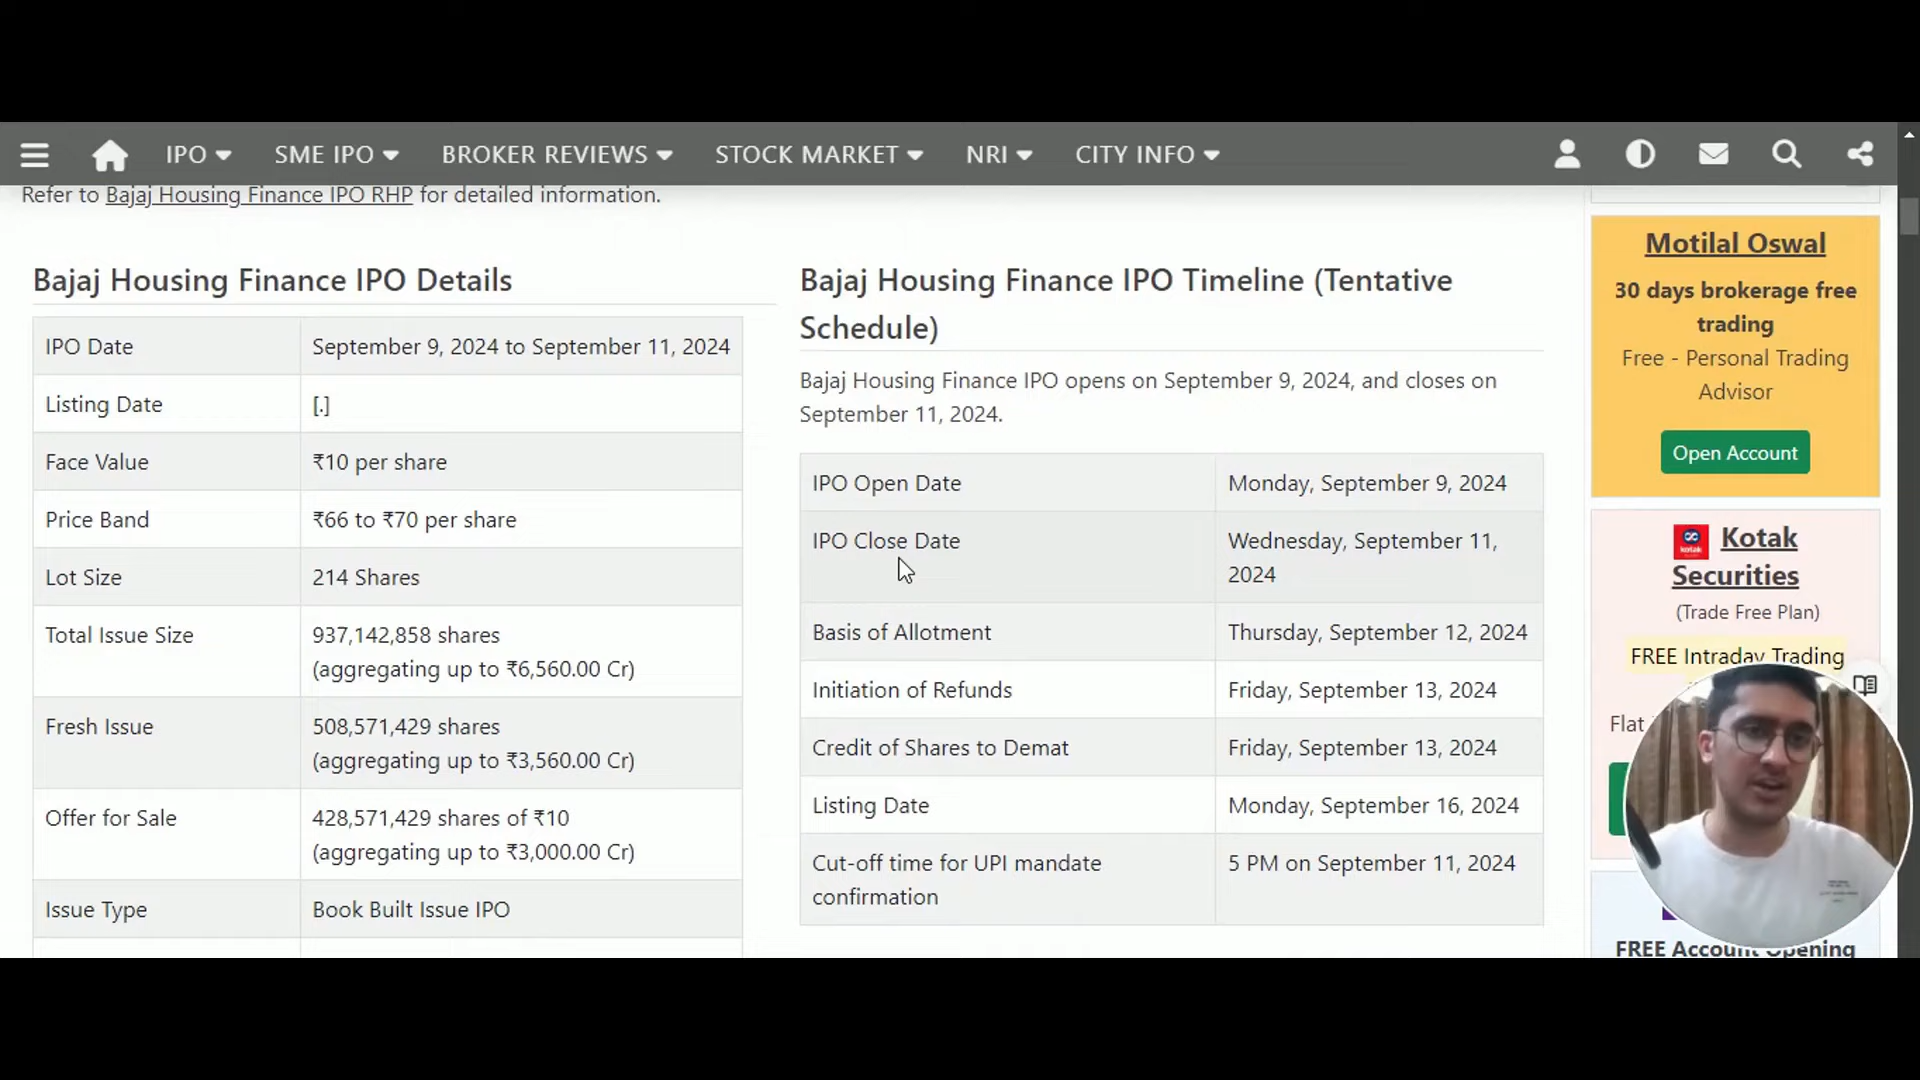 IPO
SME IPO
BROKER REVIEWS
STOCK MARKET
NRI
CITY INFO
Refer to Bajaj Housing Finance IPO RHP for detailed information.
Bajaj Housing Finance IPO Details
IPO Date September 9, 2024 to September 11, 2024
Listing Date [.]
Face Value ₹10 per share
Price Band ₹66 to ₹70 per share
Lot Size 214 Shares
Total Issue Size 937,142,858 shares
(aggregating up to ₹6,560.00 Cr)
Fresh Issue 508,571,429 shares
(aggregating up to ₹3,560.00 Cr)
Offer for Sale 428,571,429 shares of ₹10
(aggregating up to ₹3,000.00 Cr)
Issue Type Book Built Issue IPO
Bajaj Housing Finance IPO Timeline (Tentative
Schedule)
Bajaj Housing Finance IPO opens on September 9, 2024, and closes on
September 11, 2024.
IPO Open Date Monday, September 9, 2024
IPO Close Date Wednesday, September 11,
2024
Basis of Allotment Thursday, September 12, 2024
Initiation of Refunds Friday, September 13, 2024
Credit of Shares to Demat Friday, September 13, 2024
Listing Date Monday, September 16, 2024
Cut-off time for UPI mandate 5 PM on September 11, 2024
confirmation
Motilal Oswal
30 days brokerage free
trading
Free - Personal Trading
Advisor
Open Account
kotak
Kotak
Securities
(Trade Free Plan)
FREE Intraday Trading
Flat
FREE Account Opening